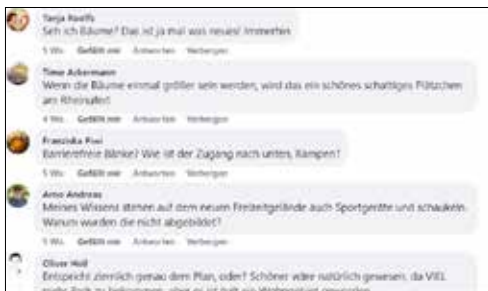 Tanja Roolfs
Seh ich Bäume? Das ist ja mal was neues! Immerhin
5 Wo. Gefällt mir Antworten Verbergen
Timo Ackermann
Wenn die Bäume einmal größer sein werden, wird das ein schönes schattiges Plätzchen
am Rheinufer!
4 Wo. Gefällt mir Antworten Verbergen
Franziska
Barrierefreie Bänke? Wie ist der Zugang nach unten, Rampen?
5 Wo. Gefällt mir Antworten Verbergen
Arno Andreas
Meines Wissens stehen auf dem neuen Freizeitgelände auch Sportgeräte und schaukeln.
Warum wurden die nicht abgebildet?
5 Wo. Gefällt mir Antworten Verbergen
Oliver
Entspricht ziemlich genau dem Plan, oder? Schöner wäre natürlich gewesen, da VIEL